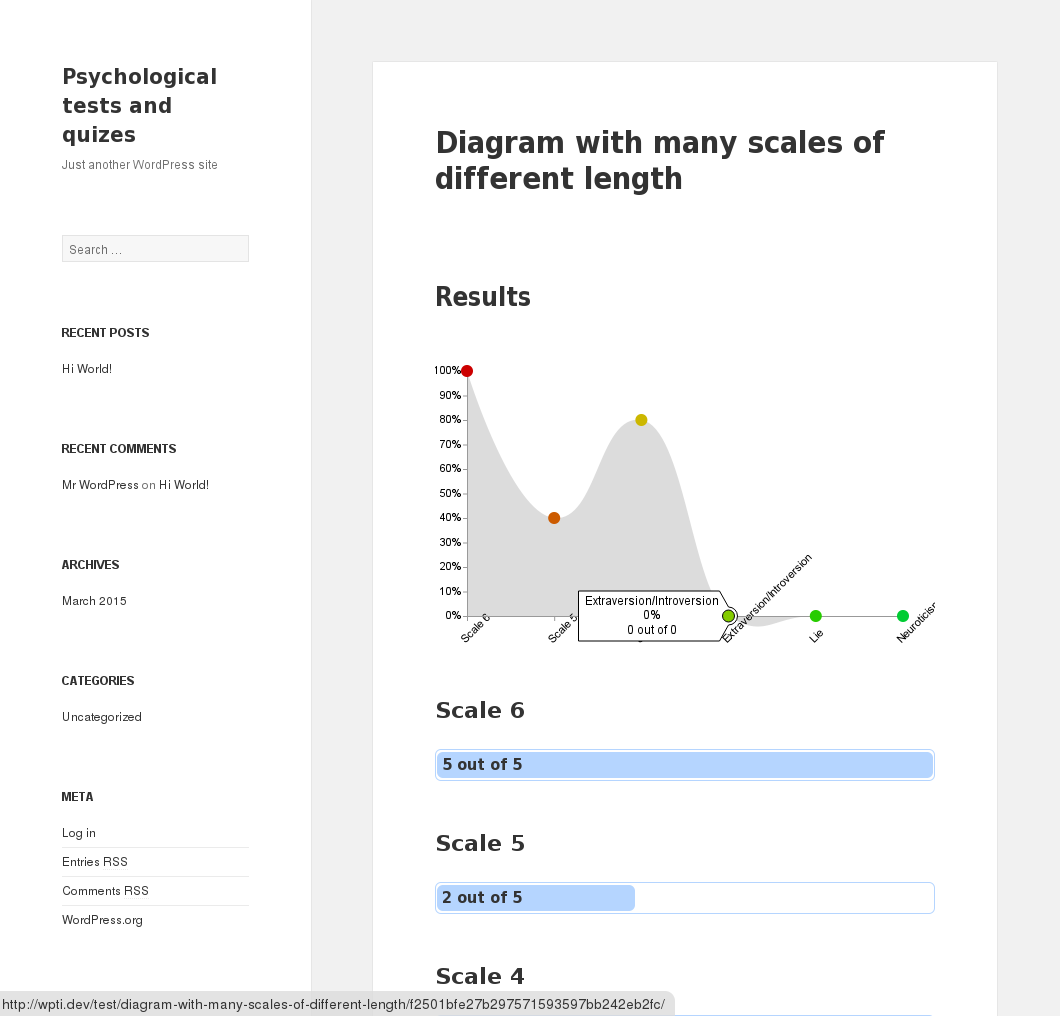 Psychological
tests and
quizes
Just another WordPress site
Search …
RECENT POSTS
Hi World!
RECENT COMMENTS
Mr WordPress on Hi World!
ARCHIVES
March 2015
CATEGORIES
Uncategorized
META
Log in
Entries RSS
Comments RSS
WordPress.org
Diagram with many scales of
different length
Results
100%
90%
80%
70%
60%
50%
40%
30%
20%
10%
0%
Scale 6
Scale 5
Extraversion/Introversion
0%
0 out of 0
Extraversion/Introversion
Lie
Scale 6
5 out of 5
Scale 5
2 out of 5
Scale 4
http://wpti.dev/test/diagram-with-many-scales-of-different-length/f2501bfe27b297571593597bb242eb2fc/